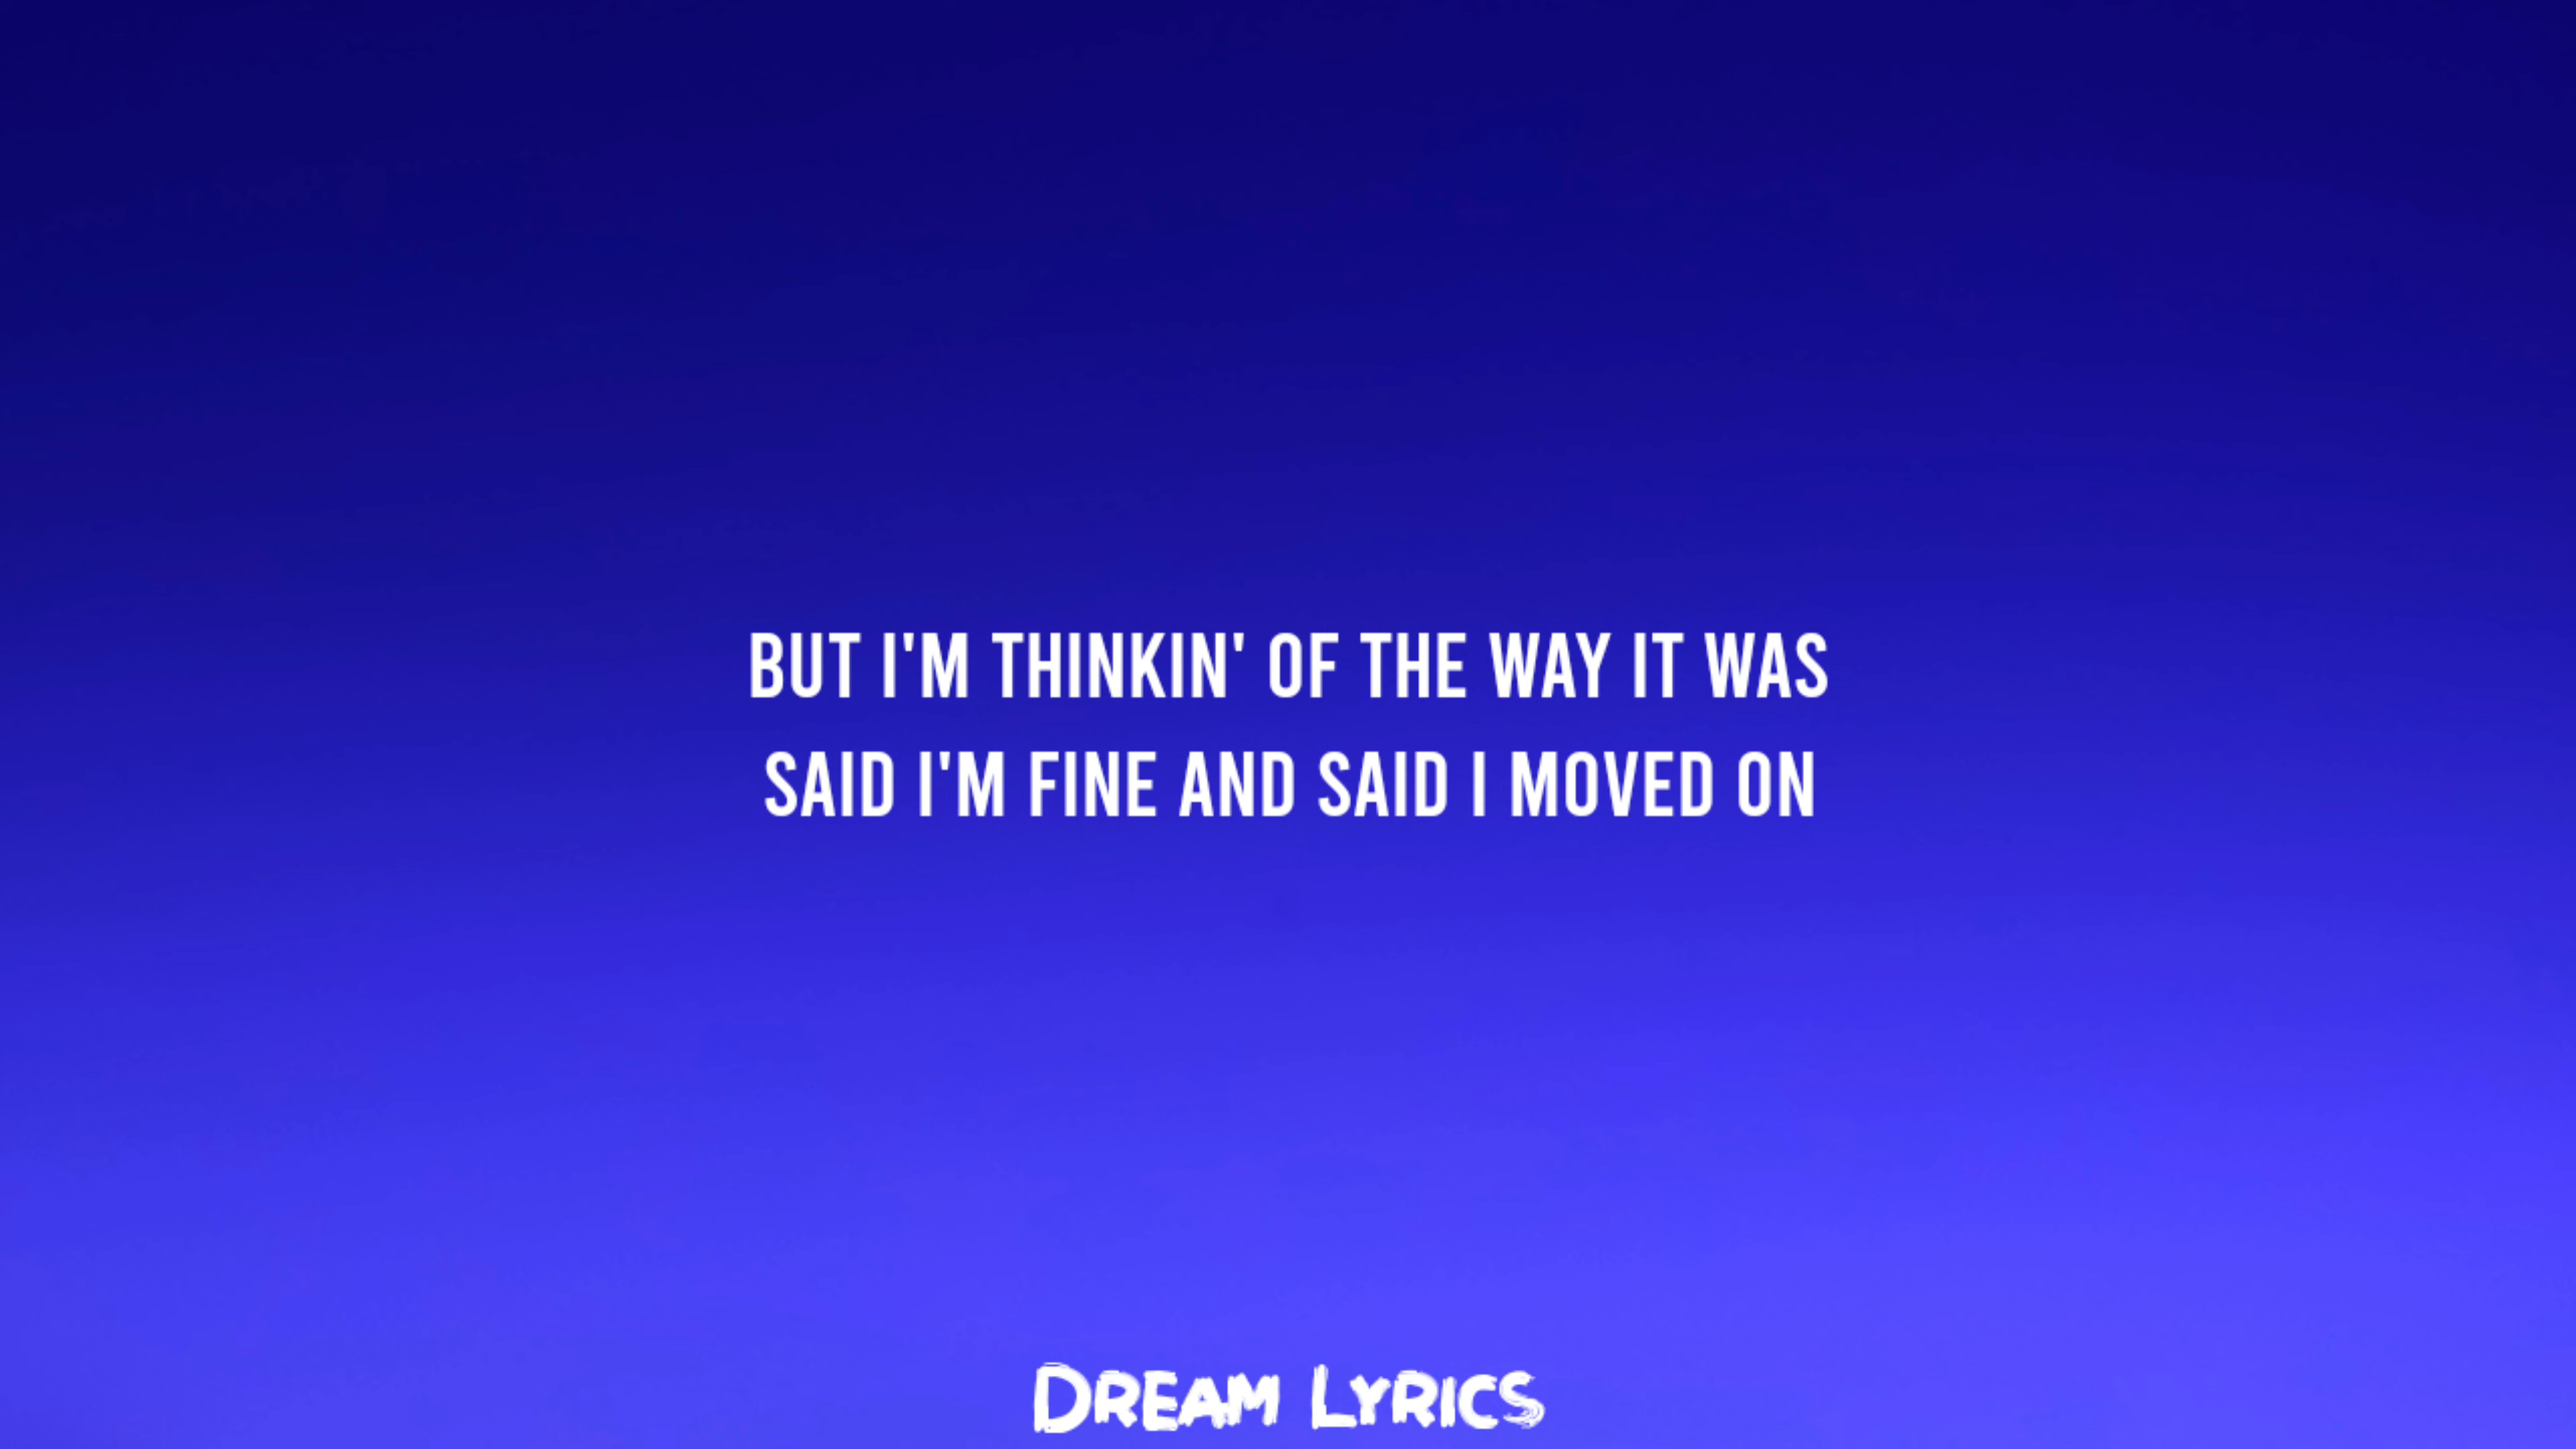 BUT I'M THINKIN' OF THE WAY IT WAS
SAID I'M FINE AND SAID I MOVED ON
DREAM LYRICS